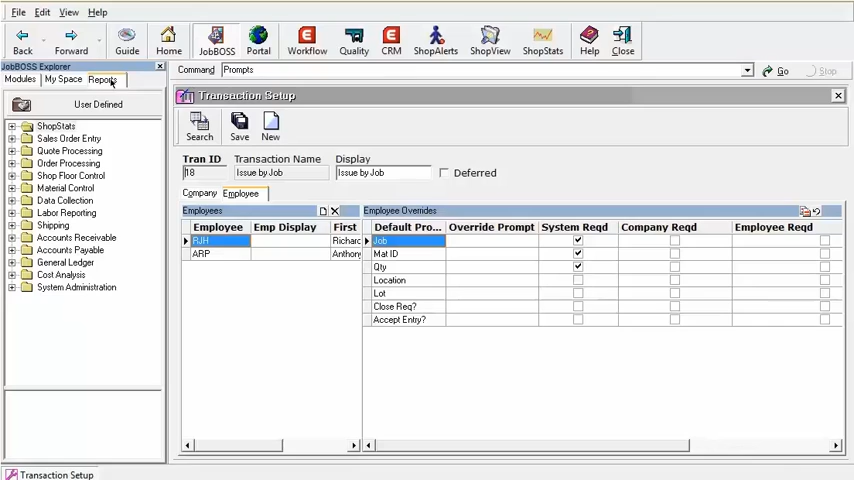 File Edit View Help
Back Forward Guide Home JobBOSS Portal Workflow Quality CRM ShopAlerts ShopView ShopStats Help Close
JobBOSS Explorer
Modules My Space Reports
Command Prompts Go Stop
User Defined
ShopStats
Sales Order Entry
Quote Processing
Order Processing
Shop Floor Control
Material Control
Data Collection
Labor Reporting
Shipping
Accounts Receivable
Accounts Payable
General Ledger
Cost Analysis
System Administration
Transaction Setup
Search Save New
Tran ID Transaction Name Display
18 Issue by Job Issue by Job Deferred
Company Employee
Employees
Employee Emp Display First
RJH Richarc
ARP Anthony
Employee Overrides
Default Pro... Override Prompt System Reqd Company Reqd Employee Reqd
Job
Mat ID
Qty
Location
Lot
Close Req?
Accept Entry?
Transaction Setup